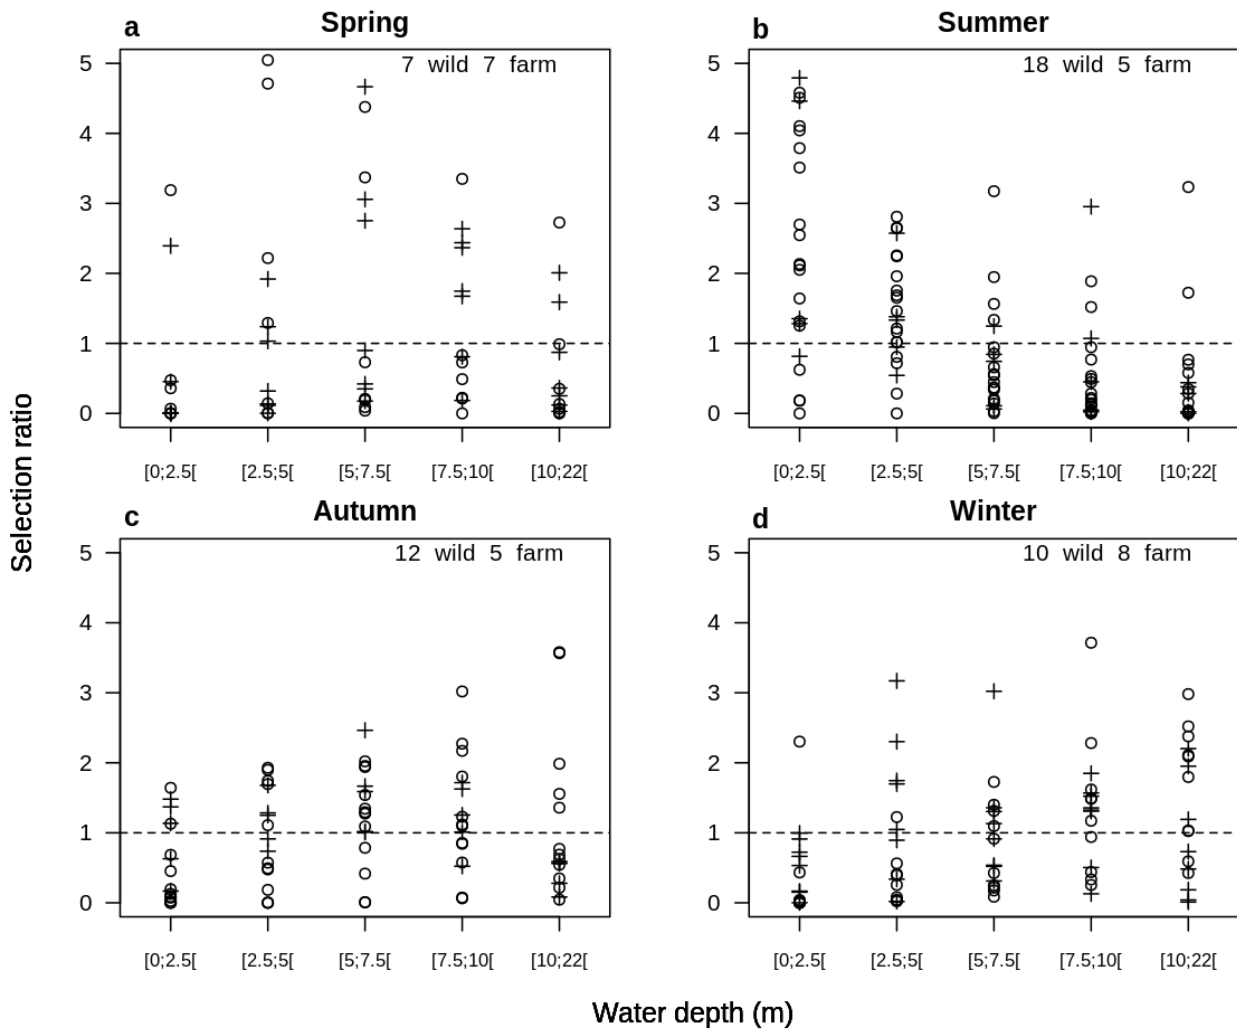 a Spring
7 wild 7 farm
5
4
3
2
1
0
[0;2.5[ [2.5;5[ [5;7.5[ [7.5;10[ [10;22[
b Summer
18 wild 5 farm
5
4
3
2
1
0
[0;2.5[ [2.5;5[ [5;7.5[ [7.5;10[ [10;22[
c Autumn
12 wild 5 farm
5
4
3
2
1
0
[0;2.5[ [2.5;5[ [5;7.5[ [7.5;10[ [10;22[
d Winter
10 wild 8 farm
5
4
3
2
1
0
[0;2.5[ [2.5;5[ [5;7.5[ [7.5;10[ [10;22[
Selection ratio
Water depth (m)